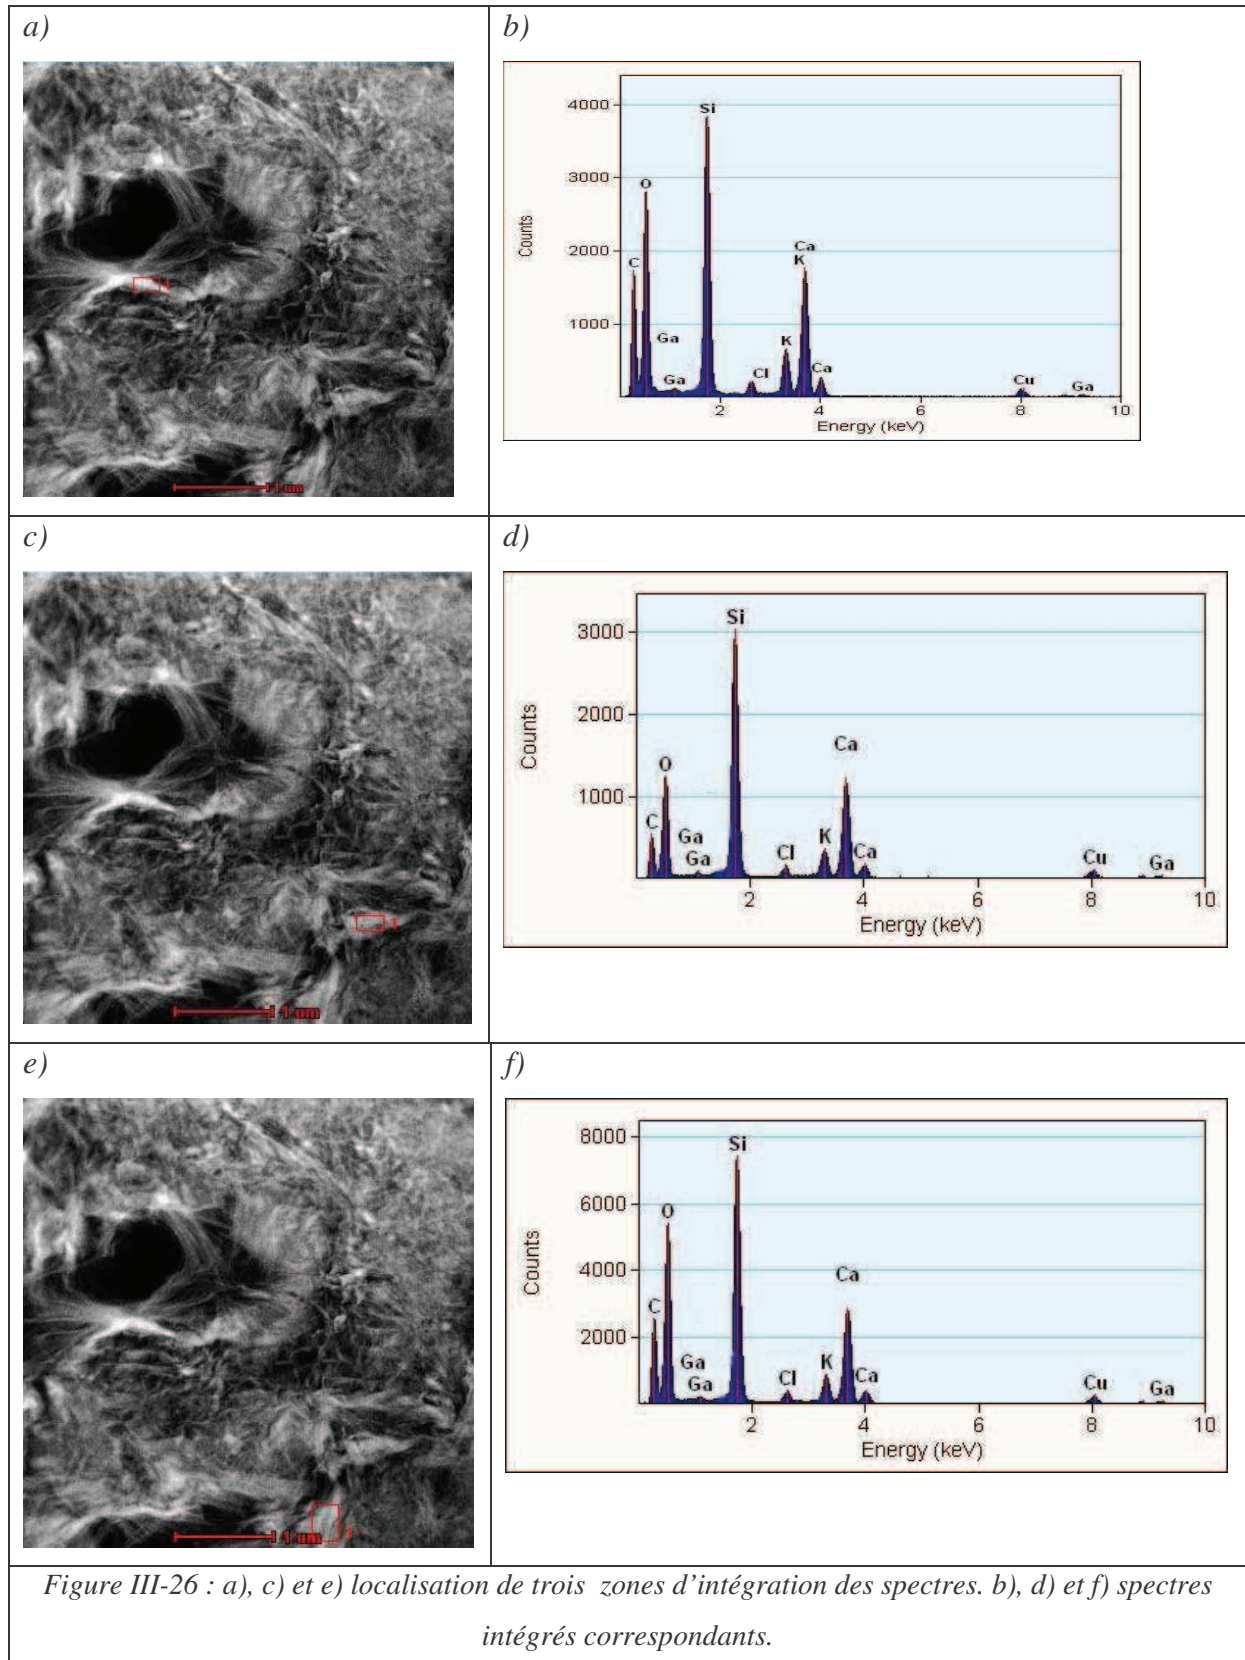 a)
1
1 um
b)
4000
3000
2000
1000
Counts
C
O
Ga
Ga
Si
Cl
K
Ca
K
Ca
Cu
Ga
2
4
6
8
10
Energy (keV)
c)
1
1 um
d)
3000
2000
1000
Counts
C
O
Ga
Ga
Si
Cl
K
Ca
Ca
Cu
Ga
2
4
6
8
10
Energy (keV)
e)
1 um
f)
8000
6000
4000
2000
Counts
C
O
Ga
Ga
Si
Cl
K
Ca
Ca
Cu
Ga
2
4
6
8
10
Energy (keV)
Figure III-26 : a), c) et e) localisation de trois zones d’intégration des spectres. b), d) et f) spectres
intégrés correspondants.